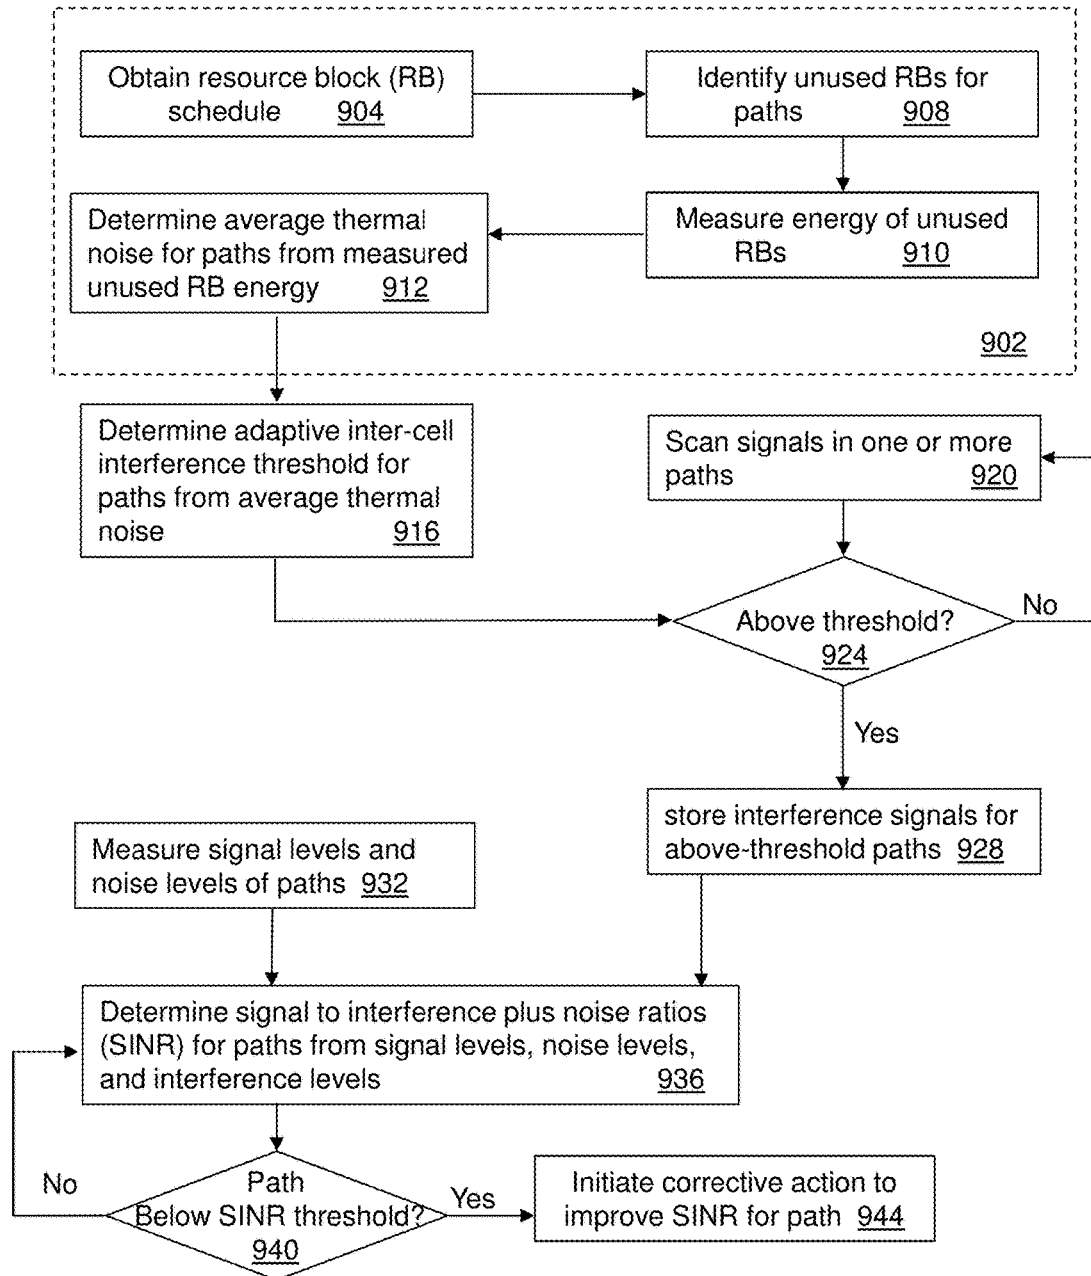 Obtain resource block (RB)
schedule 904
Identify unused RBs for
paths 908
Measure energy of unused
RBs 910
Determine average thermal
noise for paths from measured
unused RB energy 912
902
Determine adaptive inter-cell
interference threshold for
paths from average thermal
noise 916
Scan signals in one or more
paths 920
Above threshold?
924
No
Yes
store interference signals for
above-threshold paths 928
Measure signal levels and
noise levels of paths 932
Determine signal to interference plus noise ratios
(SINR) for paths from signal levels, noise levels,
and interference levels 936
Path
Below SINR threshold?
940
No
Yes
Initiate corrective action to
improve SINR for path 944